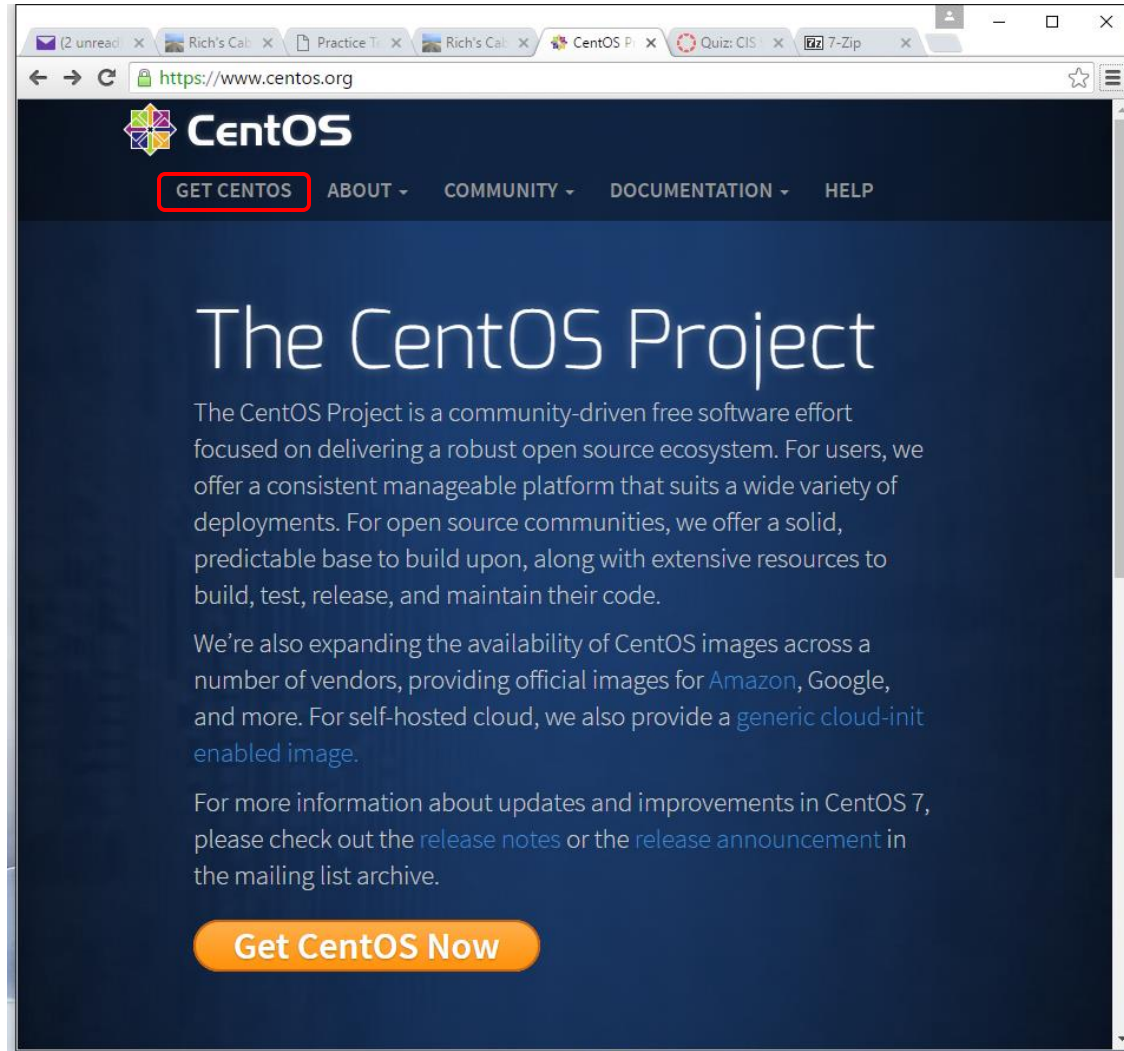 (2 unread
Rich's Cab
Practice T
Rich's Cab
CentOS Pr
Quiz: CIS
7z 7-Zip
https://www.centos.org
CentOS
GET CENTOS ABOUT COMMUNITY DOCUMENTATION HELP
The CentOS Project
The CentOS Project is a community-driven free software effort
focused on delivering a robust open source ecosystem. For users, we
offer a consistent manageable platform that suits a wide variety of
deployments. For open source communities, we offer a solid,
predictable base to build upon, along with extensive resources to
build, test, release, and maintain their code.
We’re also expanding the availability of CentOS images across a
number of vendors, providing official images for Amazon, Google,
and more. For self-hosted cloud, we also provide a generic cloud-init
enabled image.
For more information about updates and improvements in CentOS 7,
please check out the release notes or the release announcement in
the mailing list archive.
Get CentOS Now